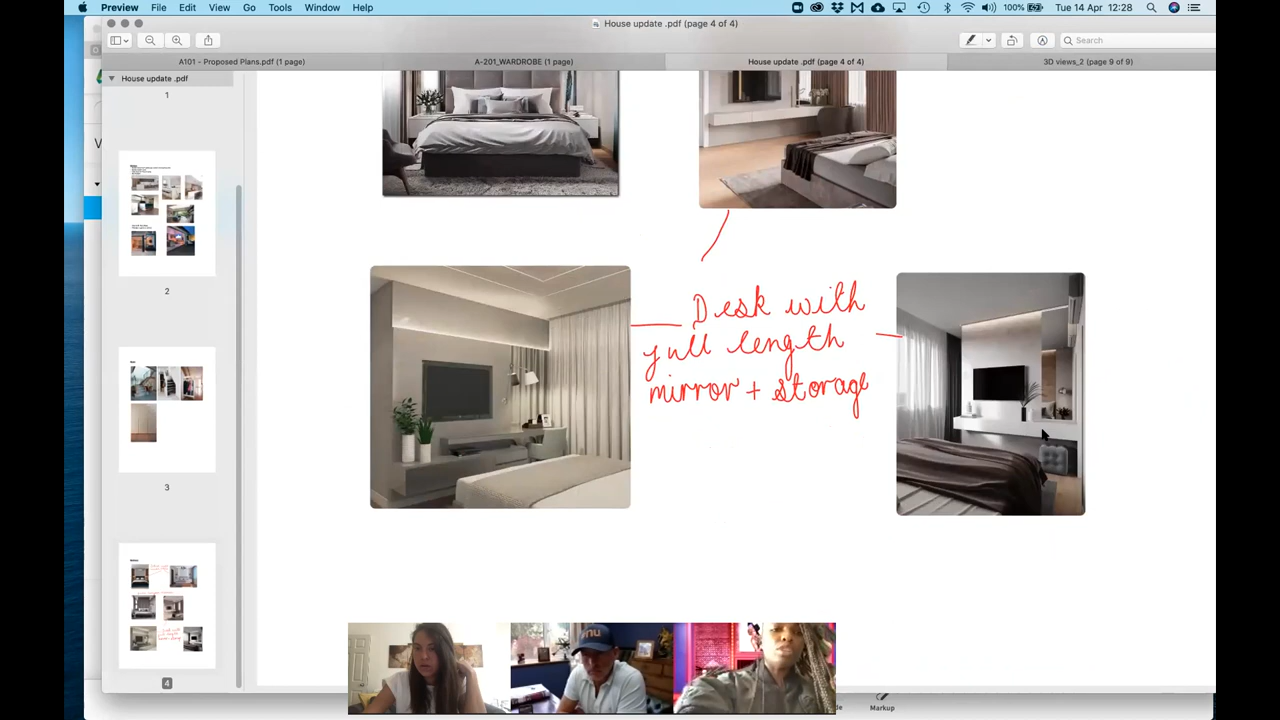 Preview File Edit View Go Tools Window Help
100% Tue 14 Apr 12:28
House update .pdf (page 4 of 4)
Search
A101 - Proposed Plans.pdf (1 page)
A-201_WARDROBE (1 page)
House update .pdf (page 4 of 4)
3D views_2 (page 9 of 9)
House update .pdf
1
2
3
4
Desk with
full length
mirror + storage
Markup